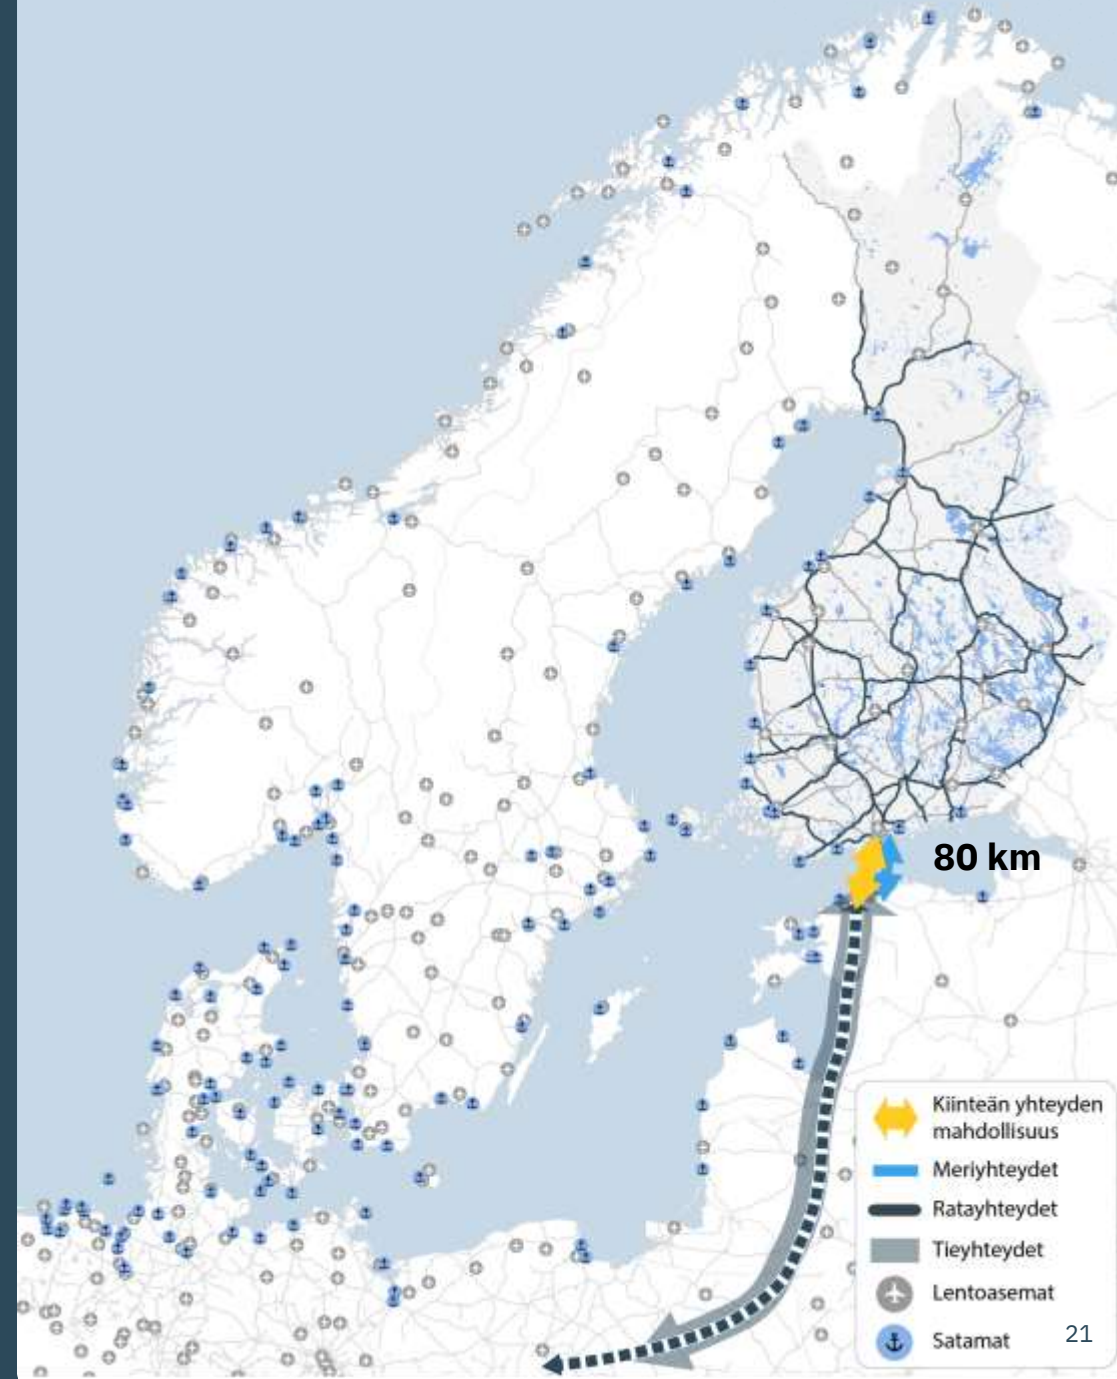 80 km
Kiinteän yhteyden
mahdollisuus
Meriyhteydet
Ratayhteydet
Tieyhteydet
Lentoasemat
Satamat
21